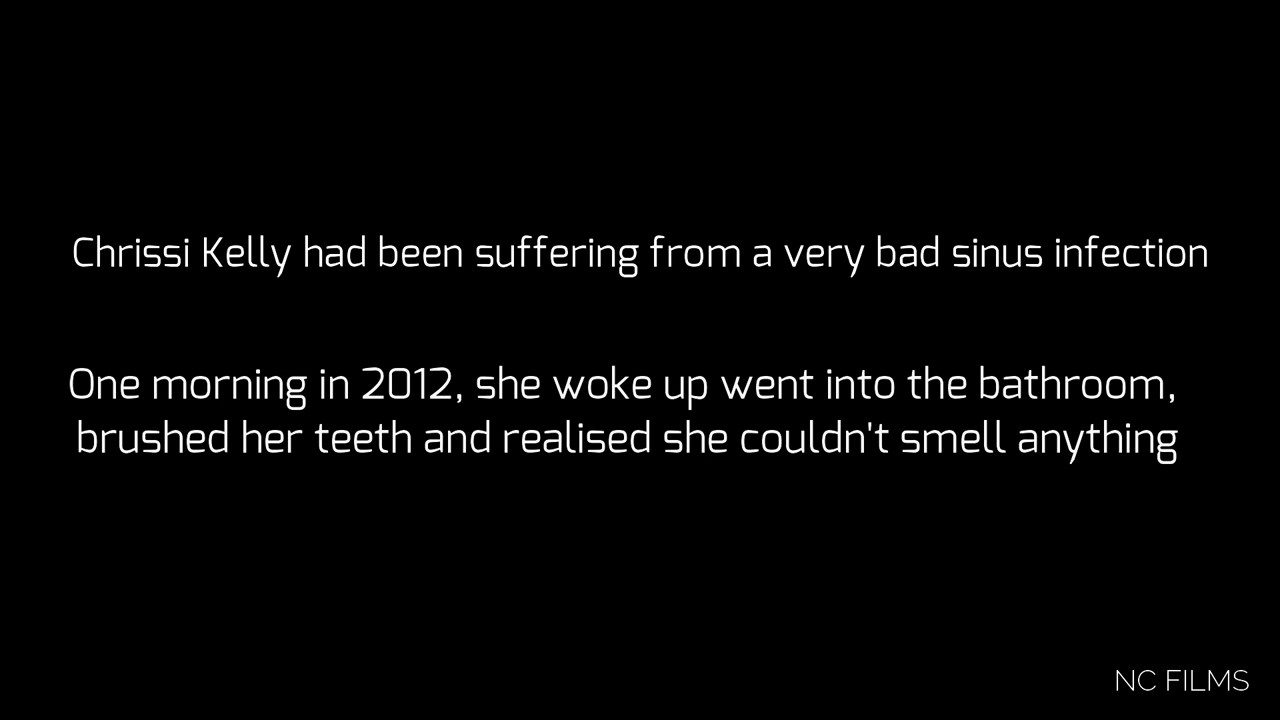 Chrissi Kelly had been suffering from a very bad sinus infection
One morning in 2012, she woke up went into the bathroom,
brushed her teeth and realised she couldn't smell anything
NC FILMS